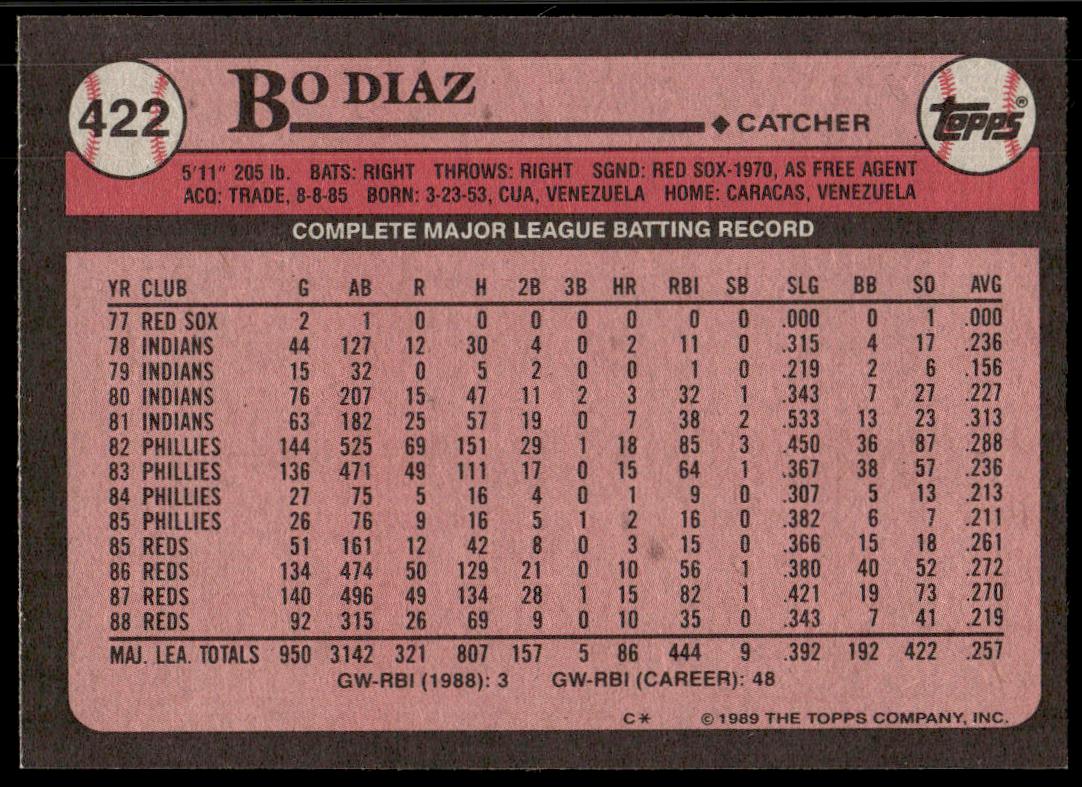 422
BO DIAZ
CATCHER
Topps®
5'11" 205 lb. BATS: RIGHT THROWS: RIGHT SGND: RED SOX-1970, AS FREE AGENT
ACQ: TRADE, 8-8-85 BORN: 3-23-53, CUA, VENEZUELA HOME: CARACAS, VENEZUELA
COMPLETE MAJOR LEAGUE BATTING RECORD
YR CLUB G AB R H 2B 3B HR RBI SB SLG BB SO AVG
77 RED SOX 2 1 0 0 0 0 0 0 0 .000 0 1 .000
78 INDIANS 44 127 12 30 4 0 2 11 0 .315 4 17 .236
79 INDIANS 15 32 0 5 2 0 0 1 0 .219 2 6 .156
80 INDIANS 76 207 15 47 11 2 3 32 1 .343 7 27 .227
81 INDIANS 63 182 25 57 19 0 7 38 2 .533 13 23 .313
82 PHILLIES 144 525 69 151 29 1 18 85 3 .450 36 87 .288
83 PHILLIES 136 471 49 111 17 0 15 64 1 .367 38 57 .236
84 PHILLIES 27 75 5 16 4 0 1 9 0 .307 5 13 .213
85 PHILLIES 26 76 9 16 5 1 2 16 0 .382 6 7 .211
85 REDS 51 161 12 42 8 0 3 15 0 .366 15 18 .261
86 REDS 134 474 50 129 21 0 10 56 1 .380 40 52 .272
87 REDS 140 496 49 134 28 1 15 82 1 .421 19 73 .270
88 REDS 92 315 26 69 9 0 10 35 0 .343 7 41 .219
MAJ. LEA. TOTALS 950 3142 321 807 157 5 86 444 9 .392 192 422 .257
GW-RBI (1988): 3 GW-RBI (CAREER): 48
C* © 1989 THE TOPPS COMPANY, INC.